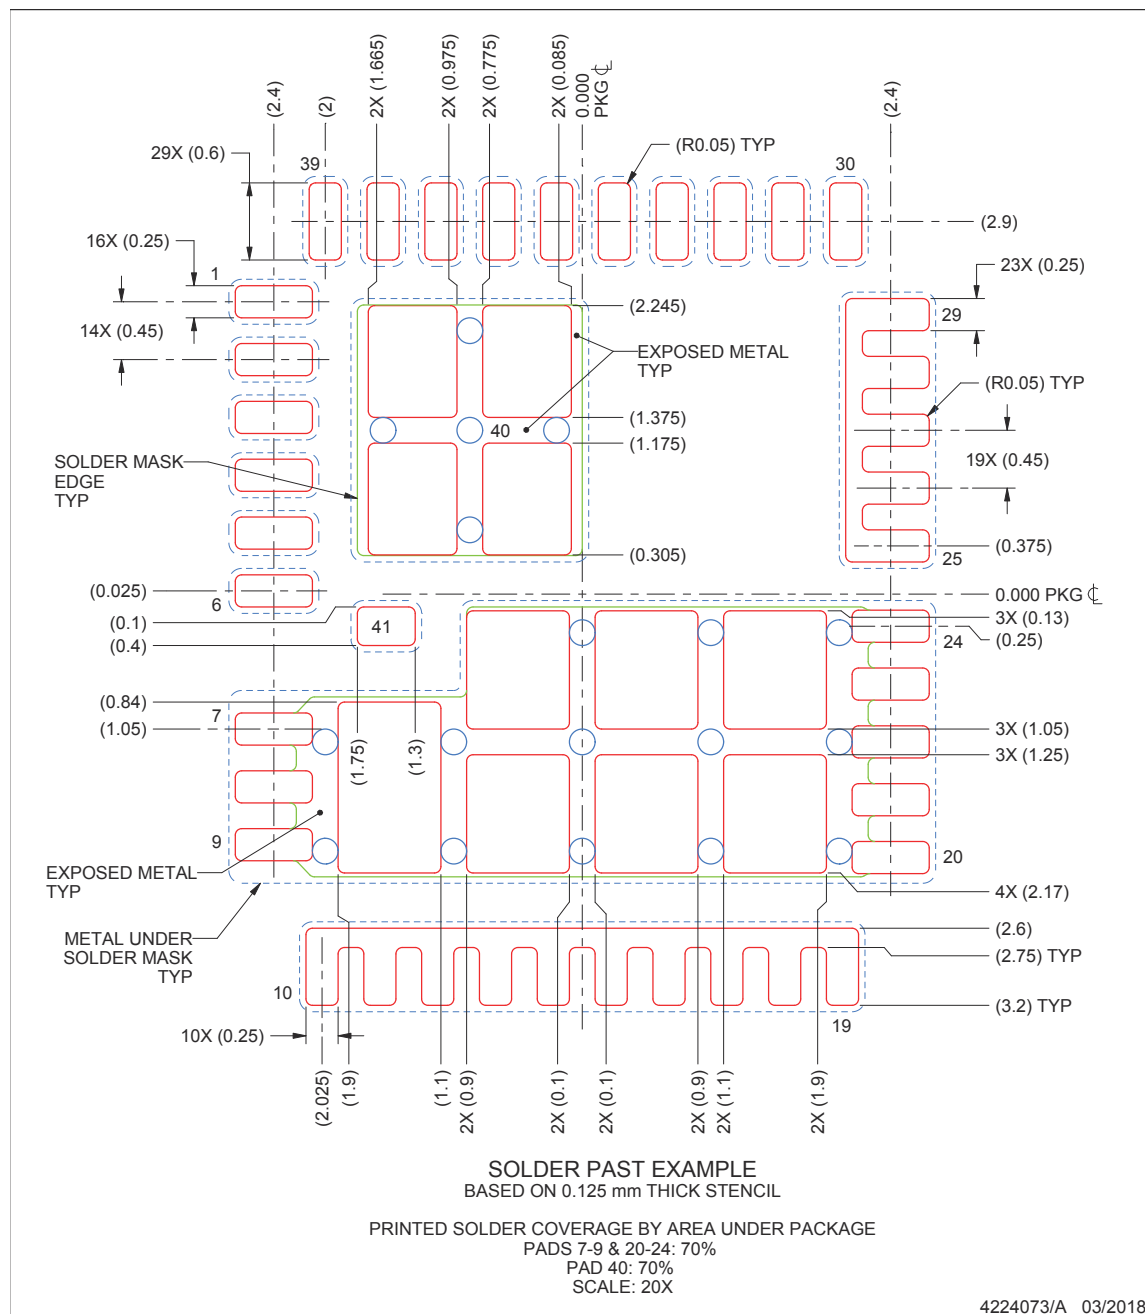 (2.4)
(2)
2X (1.665)
2X (0.975)
2X (0.775)
2X (0.085)
0.000
PKG ℄
(2.4)
29X (0.6)
39
(R0.05) TYP
30
(2.9)
16X (0.25)
1
23X (0.25)
14X (0.45)
(2.245)
29
EXPOSED METAL
TYP
(R0.05) TYP
(1.375)
40
(1.175)
SOLDER MASK
EDGE
TYP
19X (0.45)
(0.305)
(0.375)
25
(0.025)
6
0.000 PKG ℄
(0.1)
41
3X (0.13)
(0.4)
24
(0.25)
(0.84)
7
(1.05)
(1.75)
(1.3)
3X (1.05)
3X (1.25)
9
20
EXPOSED METAL
TYP
4X (2.17)
METAL UNDER
SOLDER MASK
TYP
(2.6)
(2.75) TYP
10
19
(3.2) TYP
10X (0.25)
(2.025)
(1.9)
(1.1)
2X (0.9)
2X (0.1)
2X (0.1)
2X (0.9)
2X (1.1)
2X (1.9)
SOLDER PAST EXAMPLE
BASED ON 0.125 mm THICK STENCIL
PRINTED SOLDER COVERAGE BY AREA UNDER PACKAGE
PADS 7-9 & 20-24: 70%
PAD 40: 70%
SCALE: 20X
4224073/A 03/2018